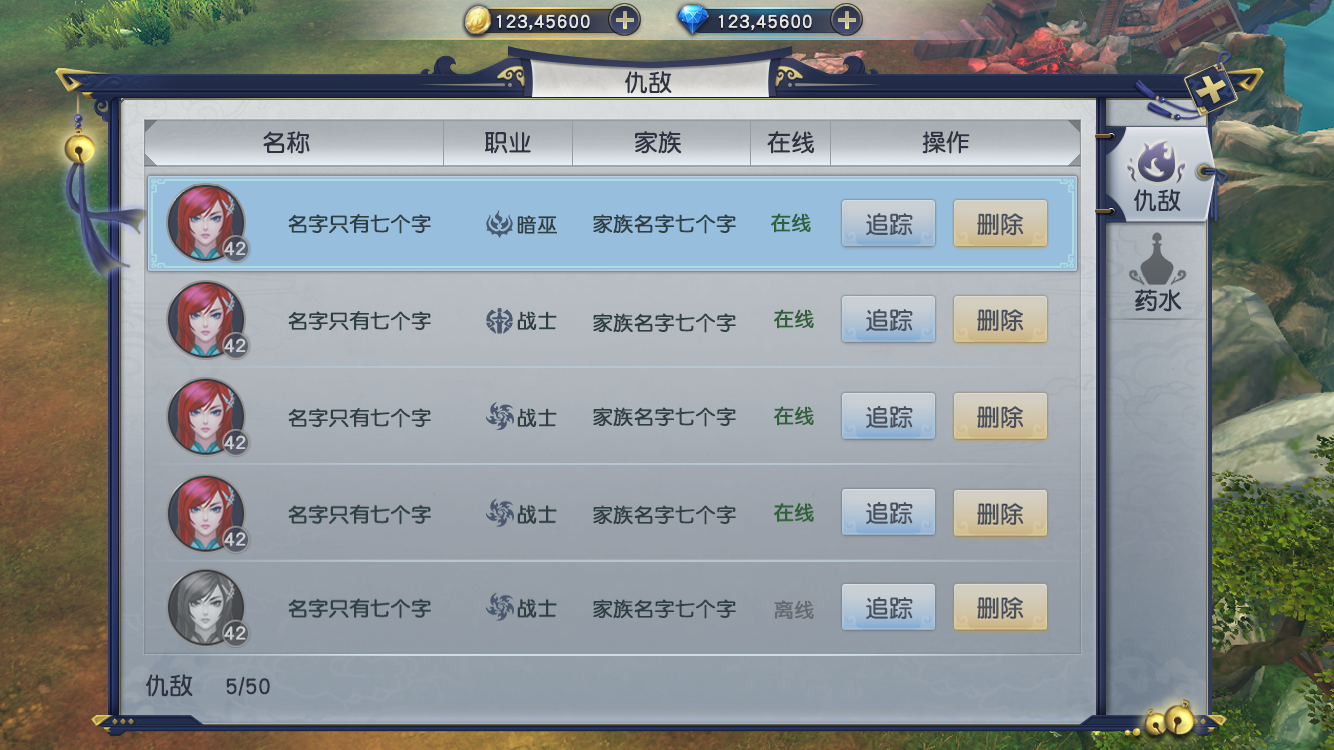 123,45600 123,45600
仇敌
名称 职业 家族 在线 操作
42 名字只有七个字 暗巫 家族名字七个字 在线 追踪 删除
42 名字只有七个字 战士 家族名字七个字 在线 追踪 删除
42 名字只有七个字 战士 家族名字七个字 在线 追踪 删除
42 名字只有七个字 战士 家族名字七个字 在线 追踪 删除
42 名字只有七个字 战士 家族名字七个字 离线 追踪 删除
仇敌 5/50
仇敌
药水